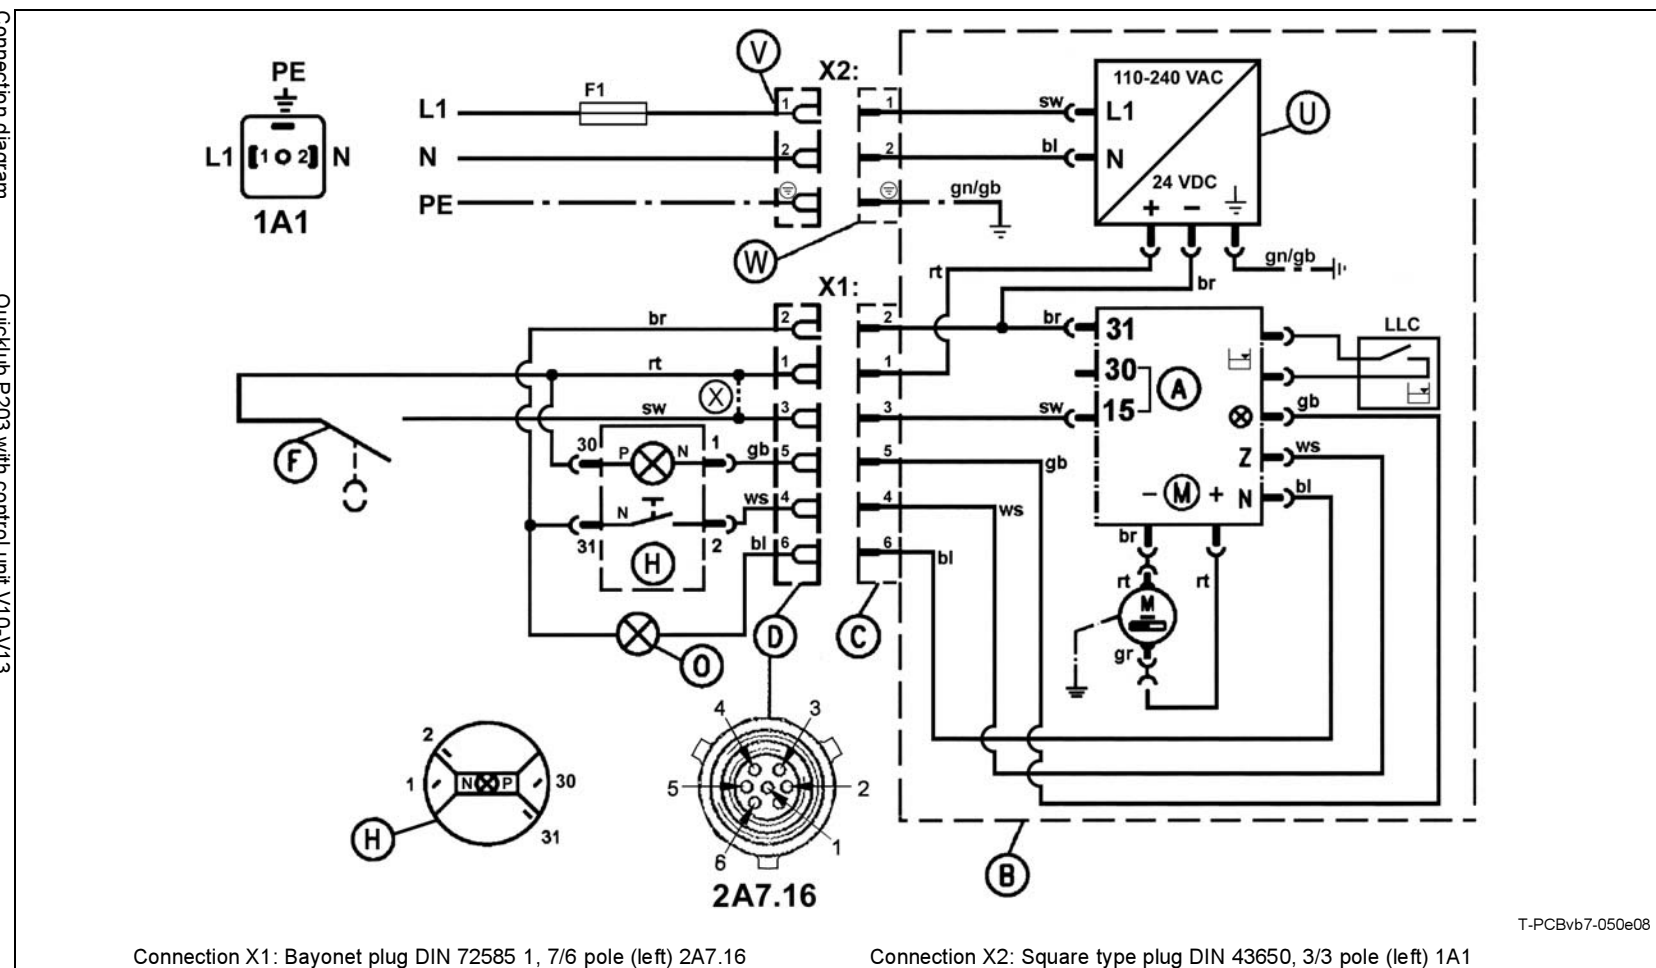 Connection diagram
Quicklub P203 with control unit V10-V13
PE
L1 1 2 N
1A1
L1 F1
N
PE
V
X2:
1 1
2 2
W
sw L1
bl N
gn/gb
110-240 VAC
24 VDC
+ −
U
gn/gb
rt
br
X1:
br 2 2 br 31
rt 1 1 30
X
sw 3 3 sw 15
A
LLC
F
30 P N 1 gb 5 5 gb
N ws 4 4 ws
31 2 bl 6 6 bl
H
O
D
C
gb
Z ws
− M + N bl
br
rt rt
M
gr
2
1 N P 30
31
H
4 3
5 2
6 1
2A7.16
B
T-PCBvb7-050e08
Connection X1: Bayonet plug DIN 72585 1, 7/6 pole (left) 2A7.16
Connection X2: Square type plug DIN 43650, 3/3 pole (left) 1A1